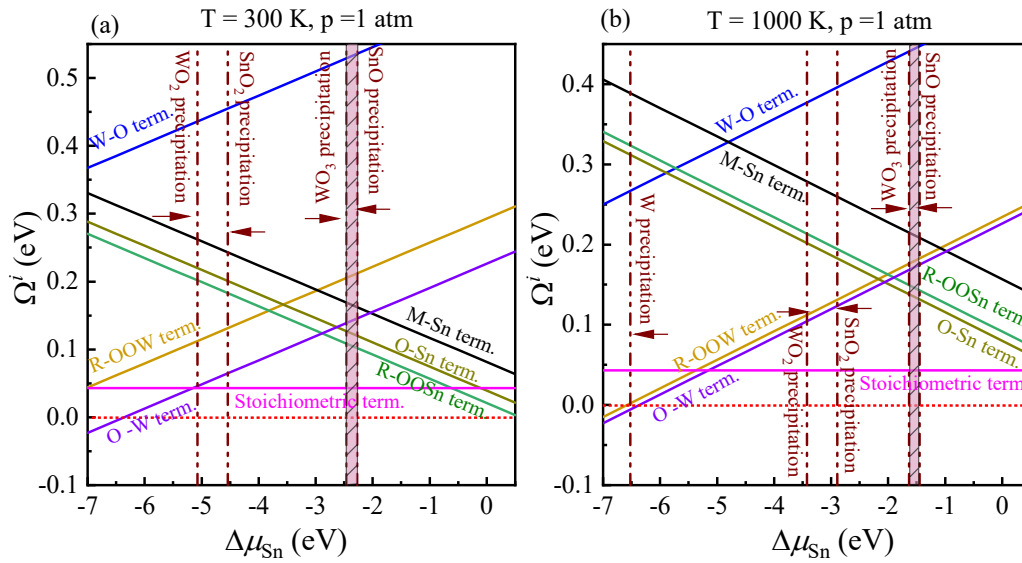 (a)
T = 300 K, p =1 atm
WO2 precipitation
SnO2 precipitation
WO3 precipitation
SnO precipitation
W-O term.
M-Sn term.
R-OOW term.
O-Sn term.
R-OOSn term.
Stoichiometric term.
O -W term.
0.5
0.4
0.3
0.2
0.1
0.0
-0.1
Ω^i (eV)
-7 -6 -5 -4 -3 -2 -1 0
Δμ_Sn (eV)
(b)
T = 1000 K, p =1 atm
W precipitation
WO2 precipitation
SnO2 precipitation
WO3 precipitation
SnO precipitation
W-O term.
M-Sn term.
R-OOSn term.
O-Sn term.
R-OOW term.
Stoichiometric term.
O -W term.
0.4
0.3
0.2
0.1
0.0
-0.1
Ω^i (eV)
-7 -6 -5 -4 -3 -2 -1 0
Δμ_Sn (eV)